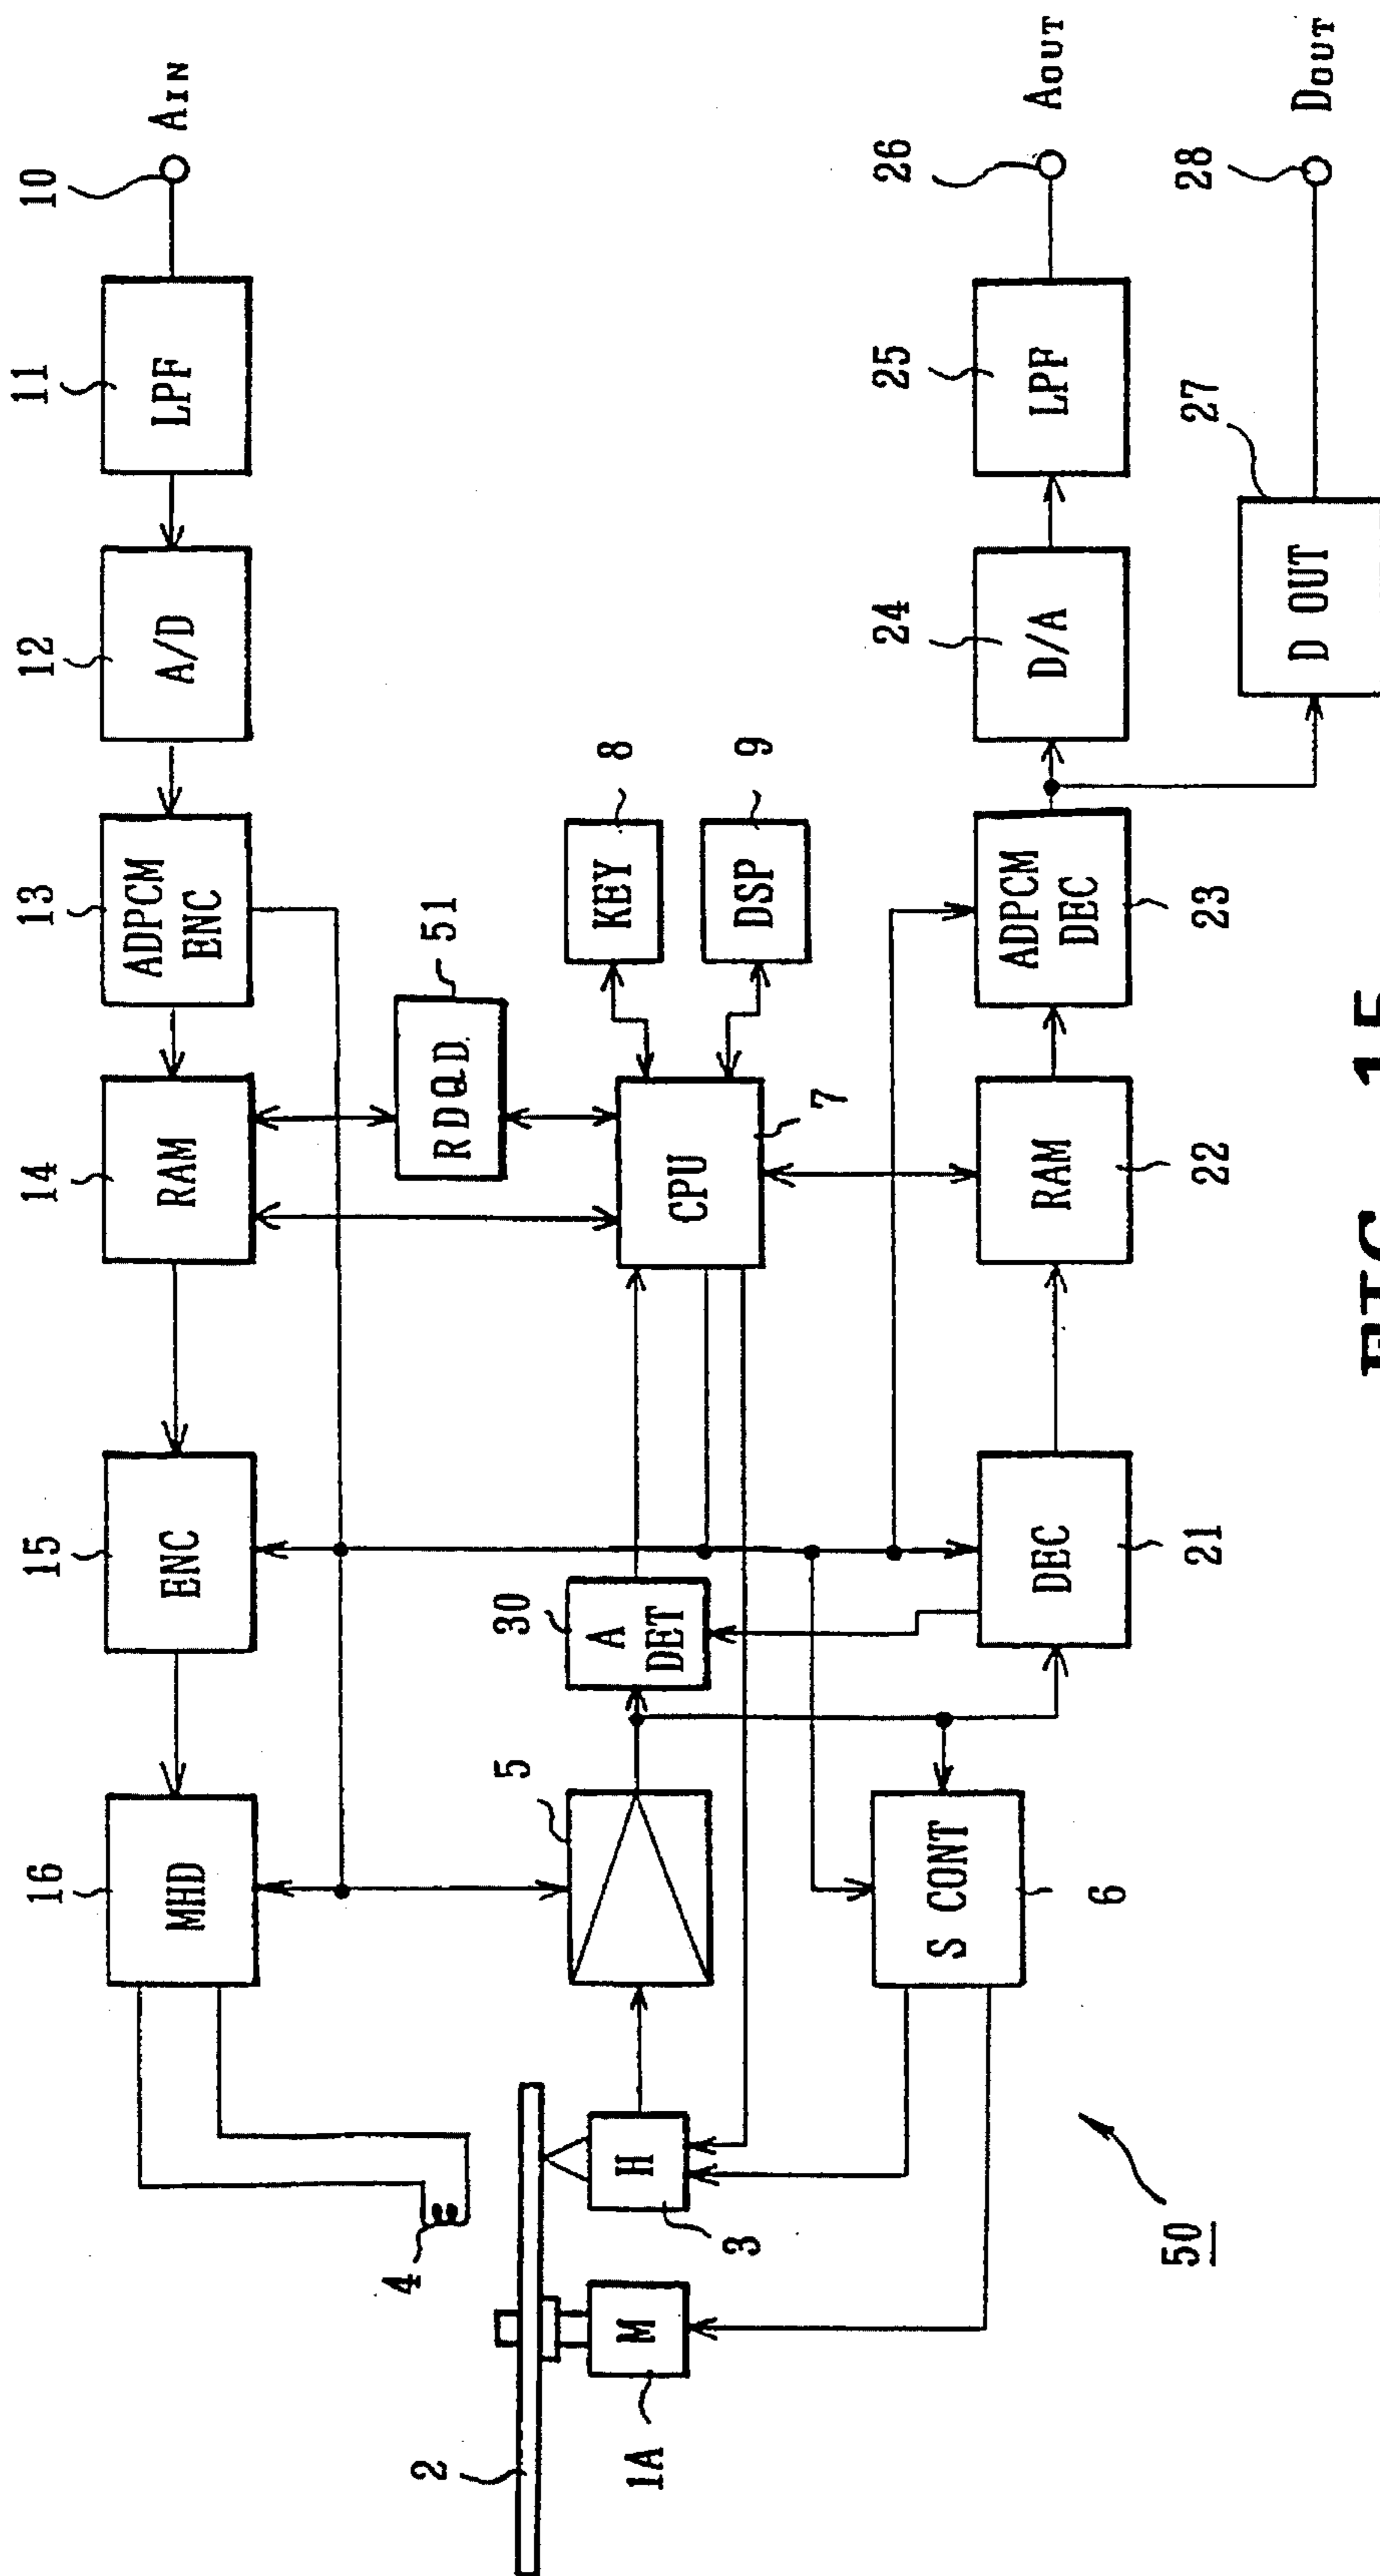 2
1A
M
4
3
H
16
MHD
5
6
S CONT
50
15
ENC
30
A
DET
21
DEC
14
RAM
51
RDQD
7
CPU
22
RAM
13
ADPCM
ENC
8
KEY
9
DSP
23
ADPCM
DEC
12
A/D
24
D/A
27
D OUT
11
LPF
25
LPF
10
AIN
26
AOUT
28
DOUT